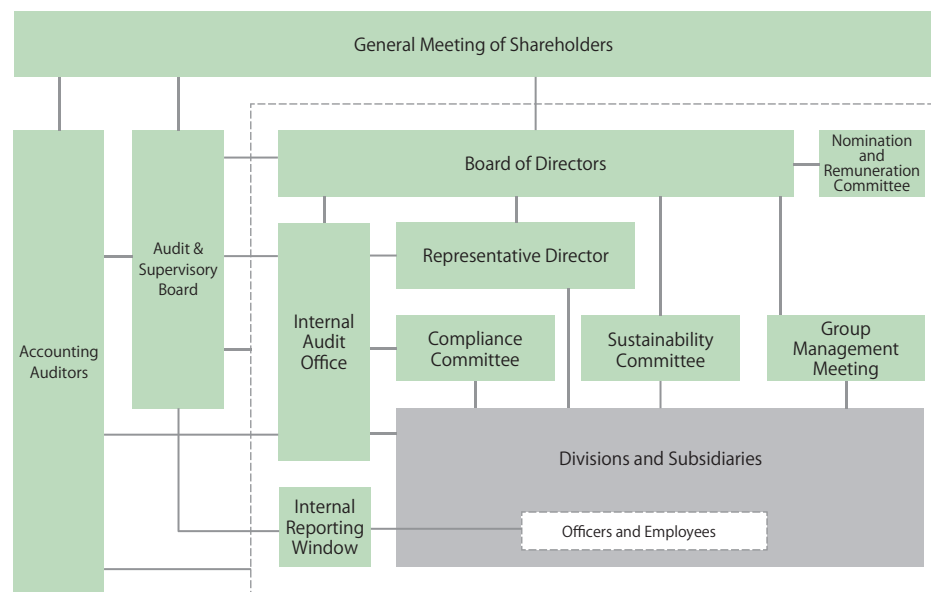 General Meeting of Shareholders
Board of Directors
Nomination
and
Remuneration
Committee
Audit &
Supervisory
Board
Representative Director
Accounting
Auditors
Internal
Audit
Office
Compliance
Committee
Sustainability
Committee
Group
Management
Meeting
Divisions and Subsidiaries
Internal
Reporting
Window
Officers and Employees